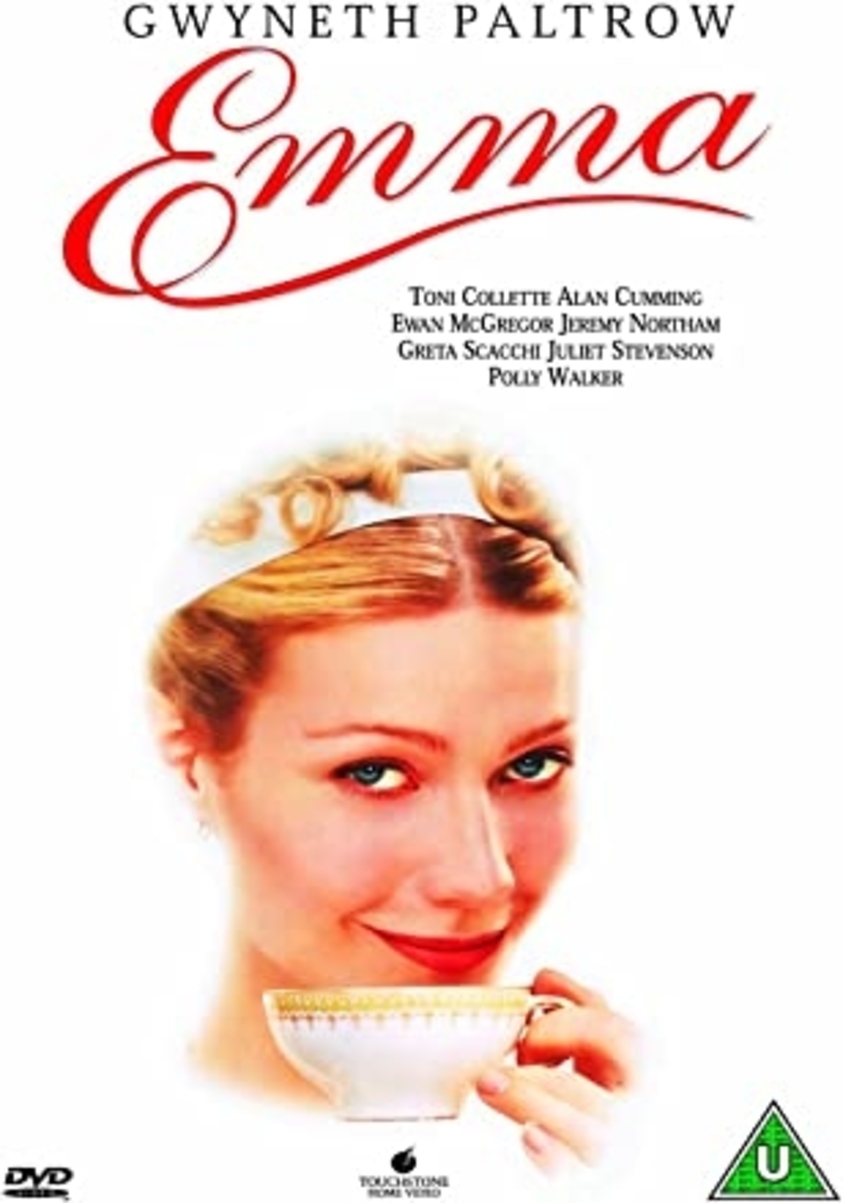 GWYNETH PALTROW
Emma
TONI COLLETTE ALAN CUMMING
EWAN MCGREGOR JEREMY NORTHAM
GRETA SCACCHI JULIET STEVENSON
POLLY WALKER
DVD
VIDEO
TOUCHSTONE
HOME VIDEO
U